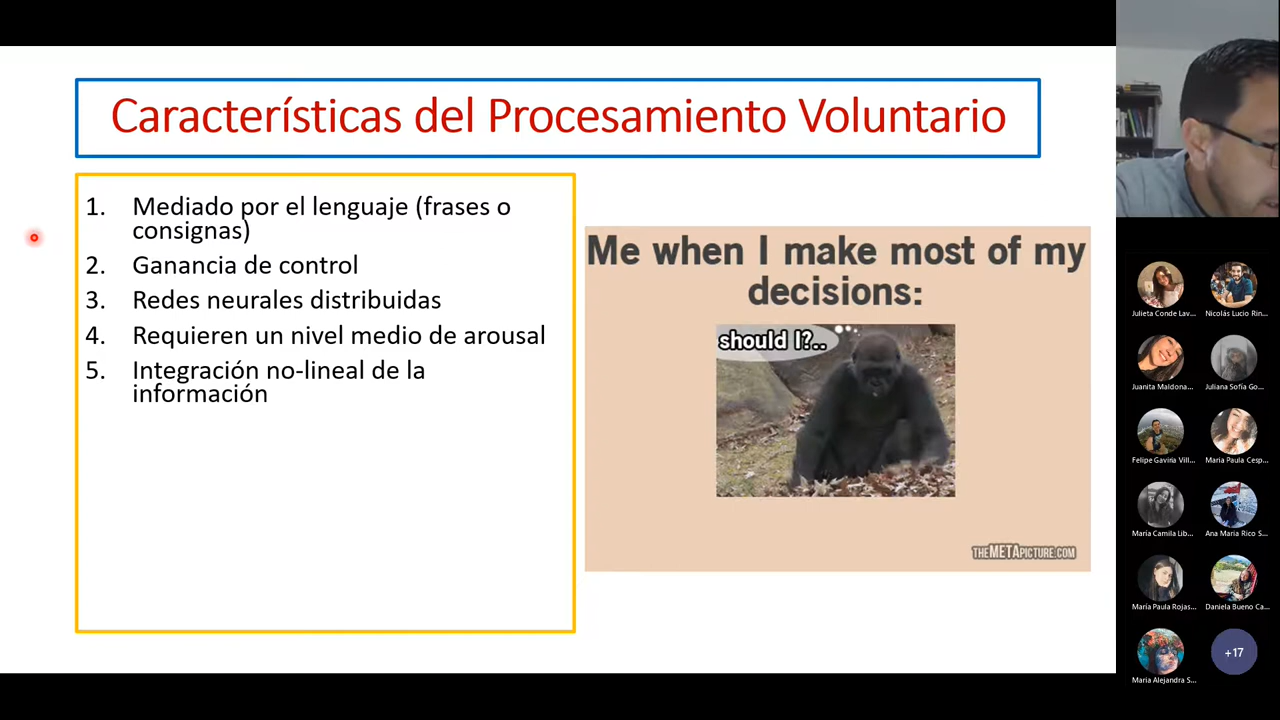 Características del Procesamiento Voluntario
1. Mediado por el lenguaje (frases o
consignas)
2. Ganancia de control
3. Redes neurales distribuidas
4. Requieren un nivel medio de arousal
5. Integración no-lineal de la
información
Me when I make most of my
decisions:
should I?..
THEMETAPICTURE.COM
Julieta Conde Lav...
Nicolás Lucio Rin...
Juanita Maldona...
Juliana Sofía Go...
Felipe Gaviria Vill...
Maria Paula Cesp...
María Camila Lib...
Ana Maria Rico S...
María Paula Rojas...
Daniela Bueno Ca...
Maria Alejandra S...
+17